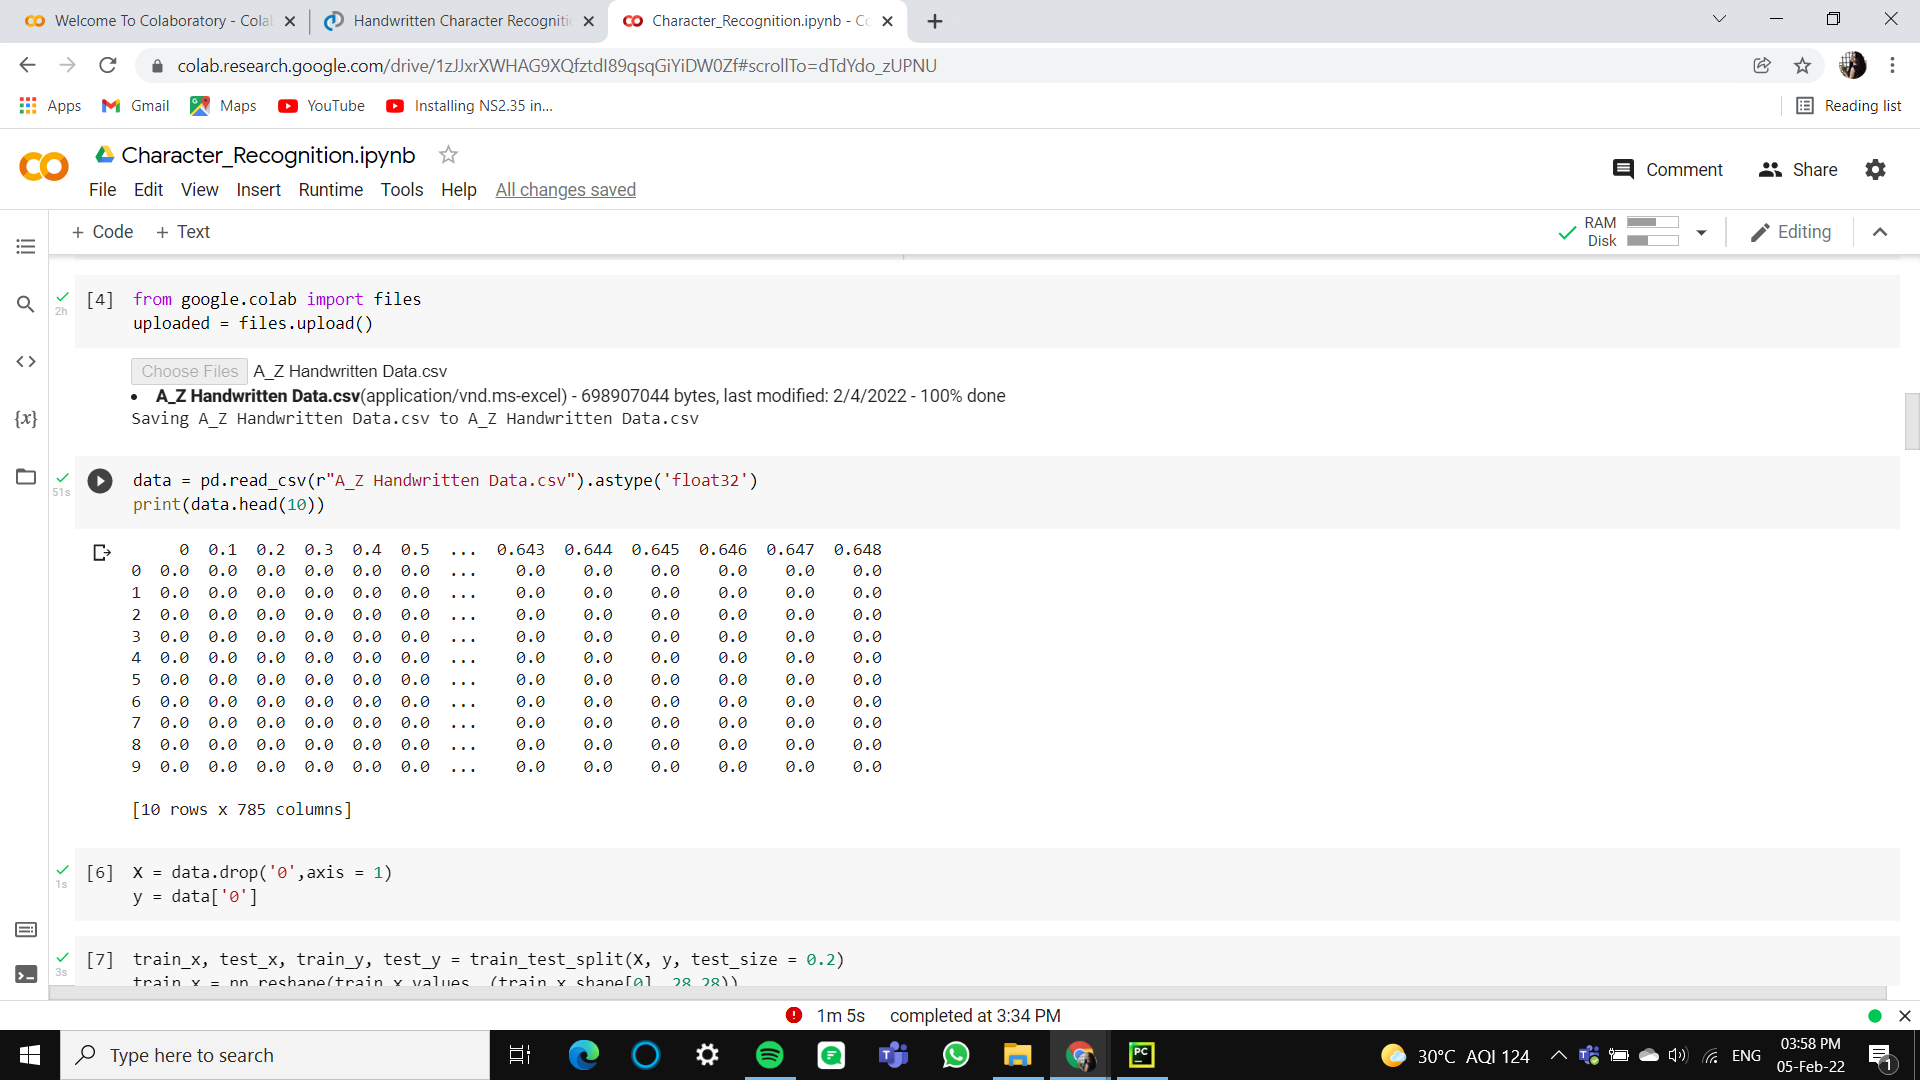 Welcome To Colaboratory - Cola
Handwritten Character Recogniti
Character_Recognition.ipynb - Co
colab.research.google.com/drive/1zJJxrXWHAG9XQfztdI89qsqGiYiDW0Zf#scrollTo=dTdYdo_zUPNU
Apps Gmail Maps YouTube Installing NS2.35 in... Reading list
Character_Recognition.ipynb
Comment Share
File Edit View Insert Runtime Tools Help All changes saved
+ Code + Text
RAM
Disk
Editing
[4] from google.colab import files
2h
uploaded = files.upload()
Choose Files A_Z Handwritten Data.csv
• A_Z Handwritten Data.csv(application/vnd.ms-excel) - 698907044 bytes, last modified: 2/4/2022 - 100% done
Saving A_Z Handwritten Data.csv to A_Z Handwritten Data.csv
{x}
51s
data = pd.read_csv(r"A_Z Handwritten Data.csv").astype('float32')
print(data.head(10))
0 0.1 0.2 0.3 0.4 0.5 ... 0.643 0.644 0.645 0.646 0.647 0.648
0 0.0 0.0 0.0 0.0 0.0 0.0 ... 0.0 0.0 0.0 0.0 0.0 0.0
1 0.0 0.0 0.0 0.0 0.0 0.0 ... 0.0 0.0 0.0 0.0 0.0 0.0
2 0.0 0.0 0.0 0.0 0.0 0.0 ... 0.0 0.0 0.0 0.0 0.0 0.0
3 0.0 0.0 0.0 0.0 0.0 0.0 ... 0.0 0.0 0.0 0.0 0.0 0.0
4 0.0 0.0 0.0 0.0 0.0 0.0 ... 0.0 0.0 0.0 0.0 0.0 0.0
5 0.0 0.0 0.0 0.0 0.0 0.0 ... 0.0 0.0 0.0 0.0 0.0 0.0
6 0.0 0.0 0.0 0.0 0.0 0.0 ... 0.0 0.0 0.0 0.0 0.0 0.0
7 0.0 0.0 0.0 0.0 0.0 0.0 ... 0.0 0.0 0.0 0.0 0.0 0.0
8 0.0 0.0 0.0 0.0 0.0 0.0 ... 0.0 0.0 0.0 0.0 0.0 0.0
9 0.0 0.0 0.0 0.0 0.0 0.0 ... 0.0 0.0 0.0 0.0 0.0 0.0
[10 rows x 785 columns]
[6] X = data.drop('0',axis = 1)
1s
y = data['0']
[7] train_x, test_x, train_y, test_y = train_test_split(X, y, test_size = 0.2)
3s
train_x = np.reshape(train_x.values, (train_x.shape[0], 28,28))
1m 5s completed at 3:34 PM
Type here to search
PC
30°C AQI 124
ENG
03:58 PM
05-Feb-22
1